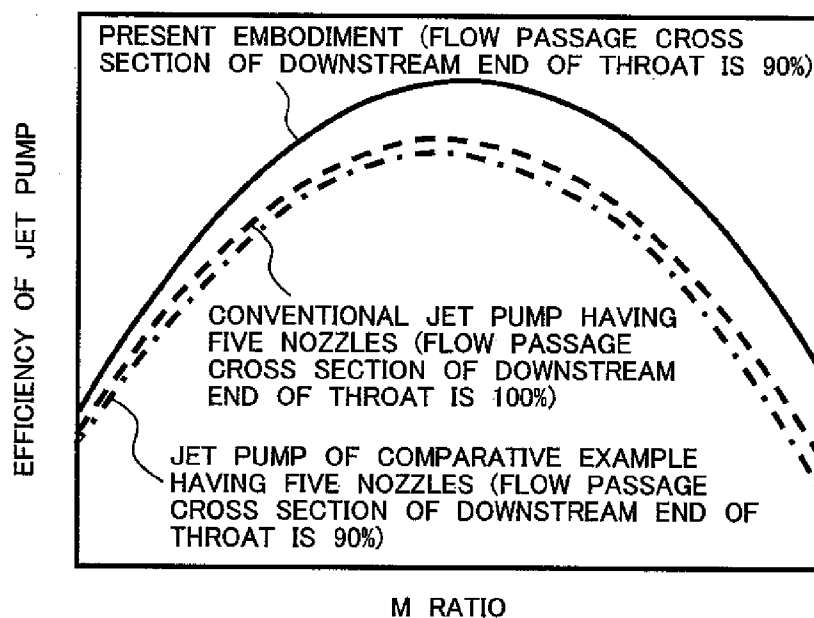 PRESENT EMBODIMENT (FLOW PASSAGE CROSS
SECTION OF DOWNSTREAM END OF THROAT IS 90%)
EFFICIENCY OF JET PUMP
CONVENTIONAL JET PUMP HAVING
FIVE NOZZLES (FLOW PASSAGE
CROSS SECTION OF DOWNSTREAM
END OF THROAT IS 100%)
JET PUMP OF COMPARATIVE EXAMPLE
HAVING FIVE NOZZLES (FLOW PASSAGE
CROSS SECTION OF DOWNSTREAM END OF
THROAT IS 90%)
M RATIO